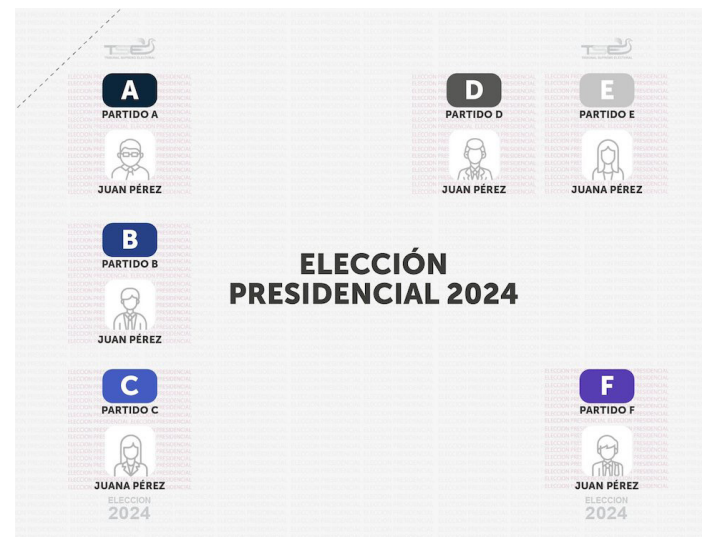 TSE
TSE
A
PARTIDO A
JUAN PÉREZ
D
PARTIDO D
JUAN PÉREZ
E
PARTIDO E
JUANA PÉREZ
B
PARTIDO B
JUAN PÉREZ
ELECCIÓN
PRESIDENCIAL 2024
C
PARTIDO C
JUANA PÉREZ
ELECCION
2024
F
PARTIDO F
JUAN PÉREZ
ELECCION
2024